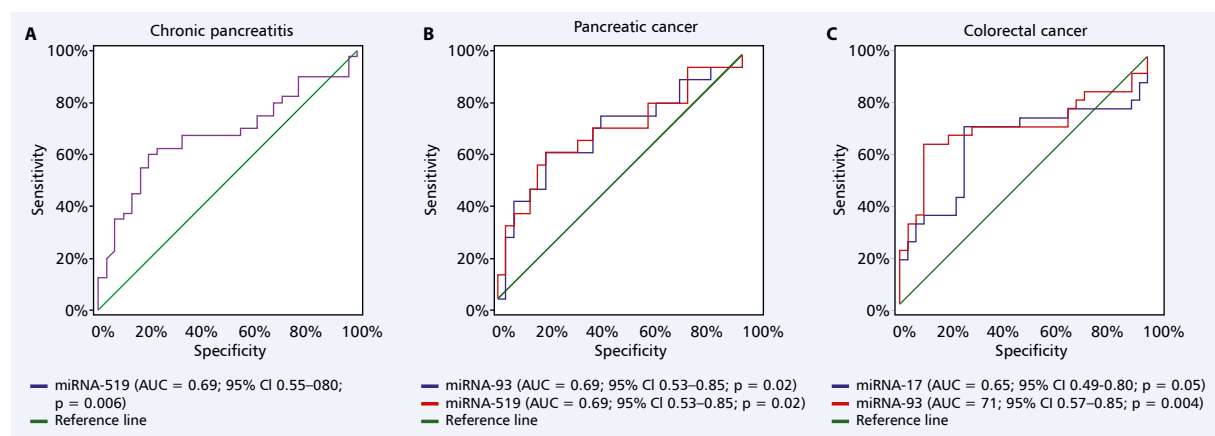 A
Chronic pancreatitis
100%
80%
60%
40%
20%
0%
Sensitivity
0% 20% 40% 60% 80% 100%
Specificity
miRNA-519 (AUC = 0.69; 95% CI 0.55–080;
p = 0.006)
Reference line
B
Pancreatic cancer
100%
80%
60%
40%
20%
0%
Sensitivity
0% 20% 40% 60% 80% 100%
Specificity
miRNA-93 (AUC = 0.69; 95% CI 0.53–0.85; p = 0.02)
miRNA-519 (AUC = 0.69; 95% CI 0.53–0.85; p = 0.02)
Reference line
C
Colorectal cancer
100%
80%
60%
40%
20%
0%
Sensitivity
0% 20% 40% 60% 80% 100%
Specificity
miRNA-17 (AUC = 0.65; 95% CI 0.49-0.80; p = 0.05)
miRNA-93 (AUC = 71; 95% CI 0.57–0.85; p = 0.004)
Reference line